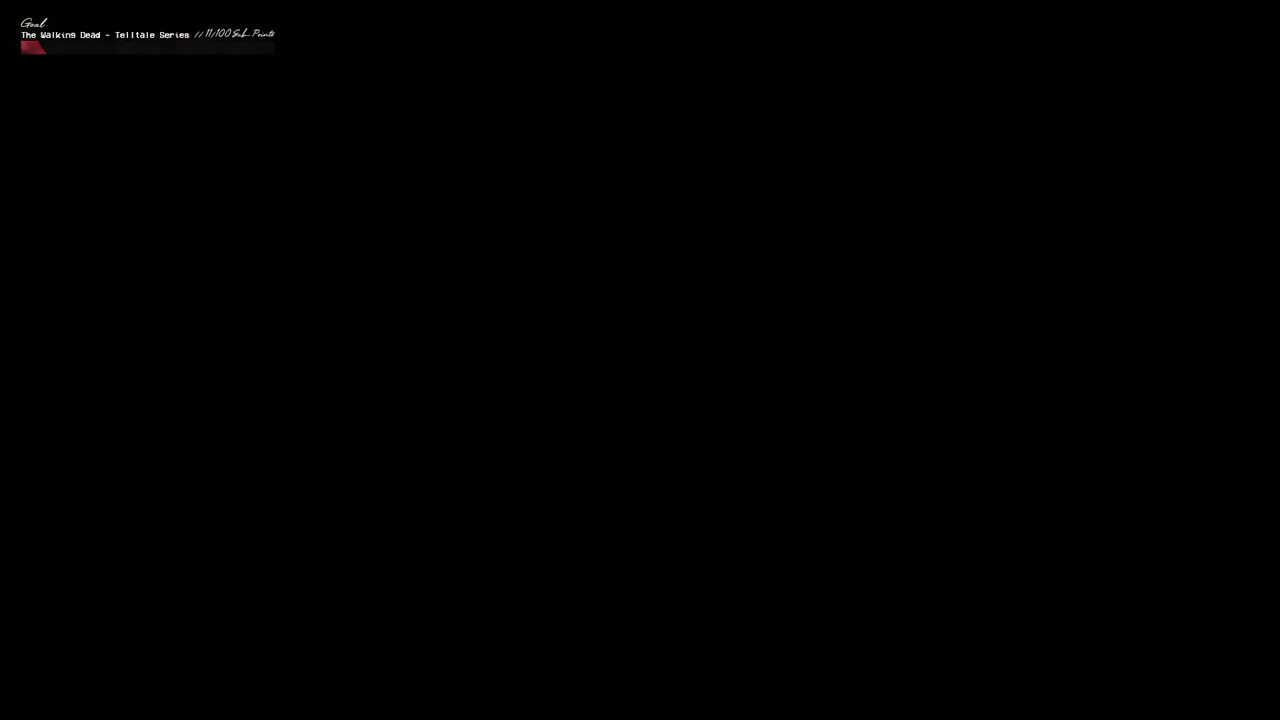 Goal
The Walking Dead - Telltale Series // 11/100 Sub Points